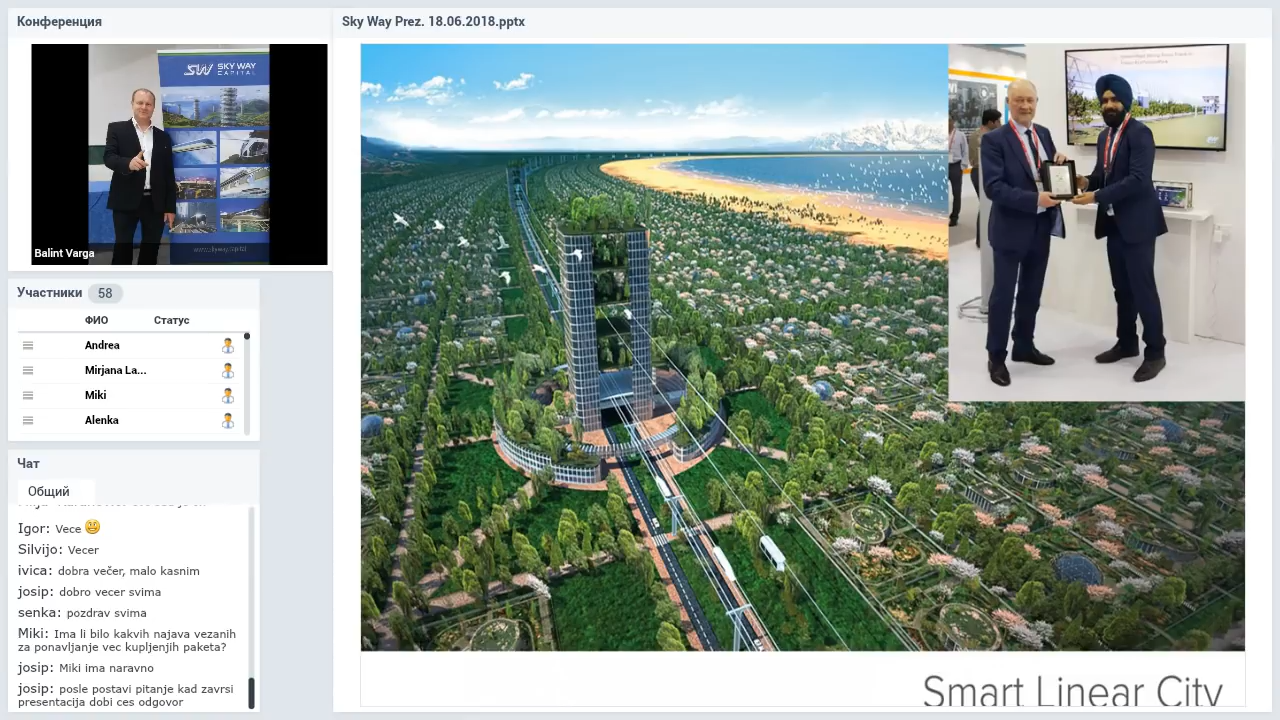 Конференция
Sky Way Prez. 18.06.2018.pptx
SW SKY WAY
CAPITAL
Balint Varga
Участники 58
ФИО Статус
Andrea
Mirjana La...
Miki
Alenka
Чат
Общий
Igor: Vece
Silvijo: Vecer
ivica: dobra večer, malo kasnim
josip: dobro vecer svima
senka: pozdrav svima
Miki: Ima li bilo kakvih najava vezanih
za ponavljanje vec kupljenjih paketa?
josip: Miki ima naravno
josip: posle postavi pitanje kad zavrsi
presentacija dobi ces odgovor
Smart Linear City